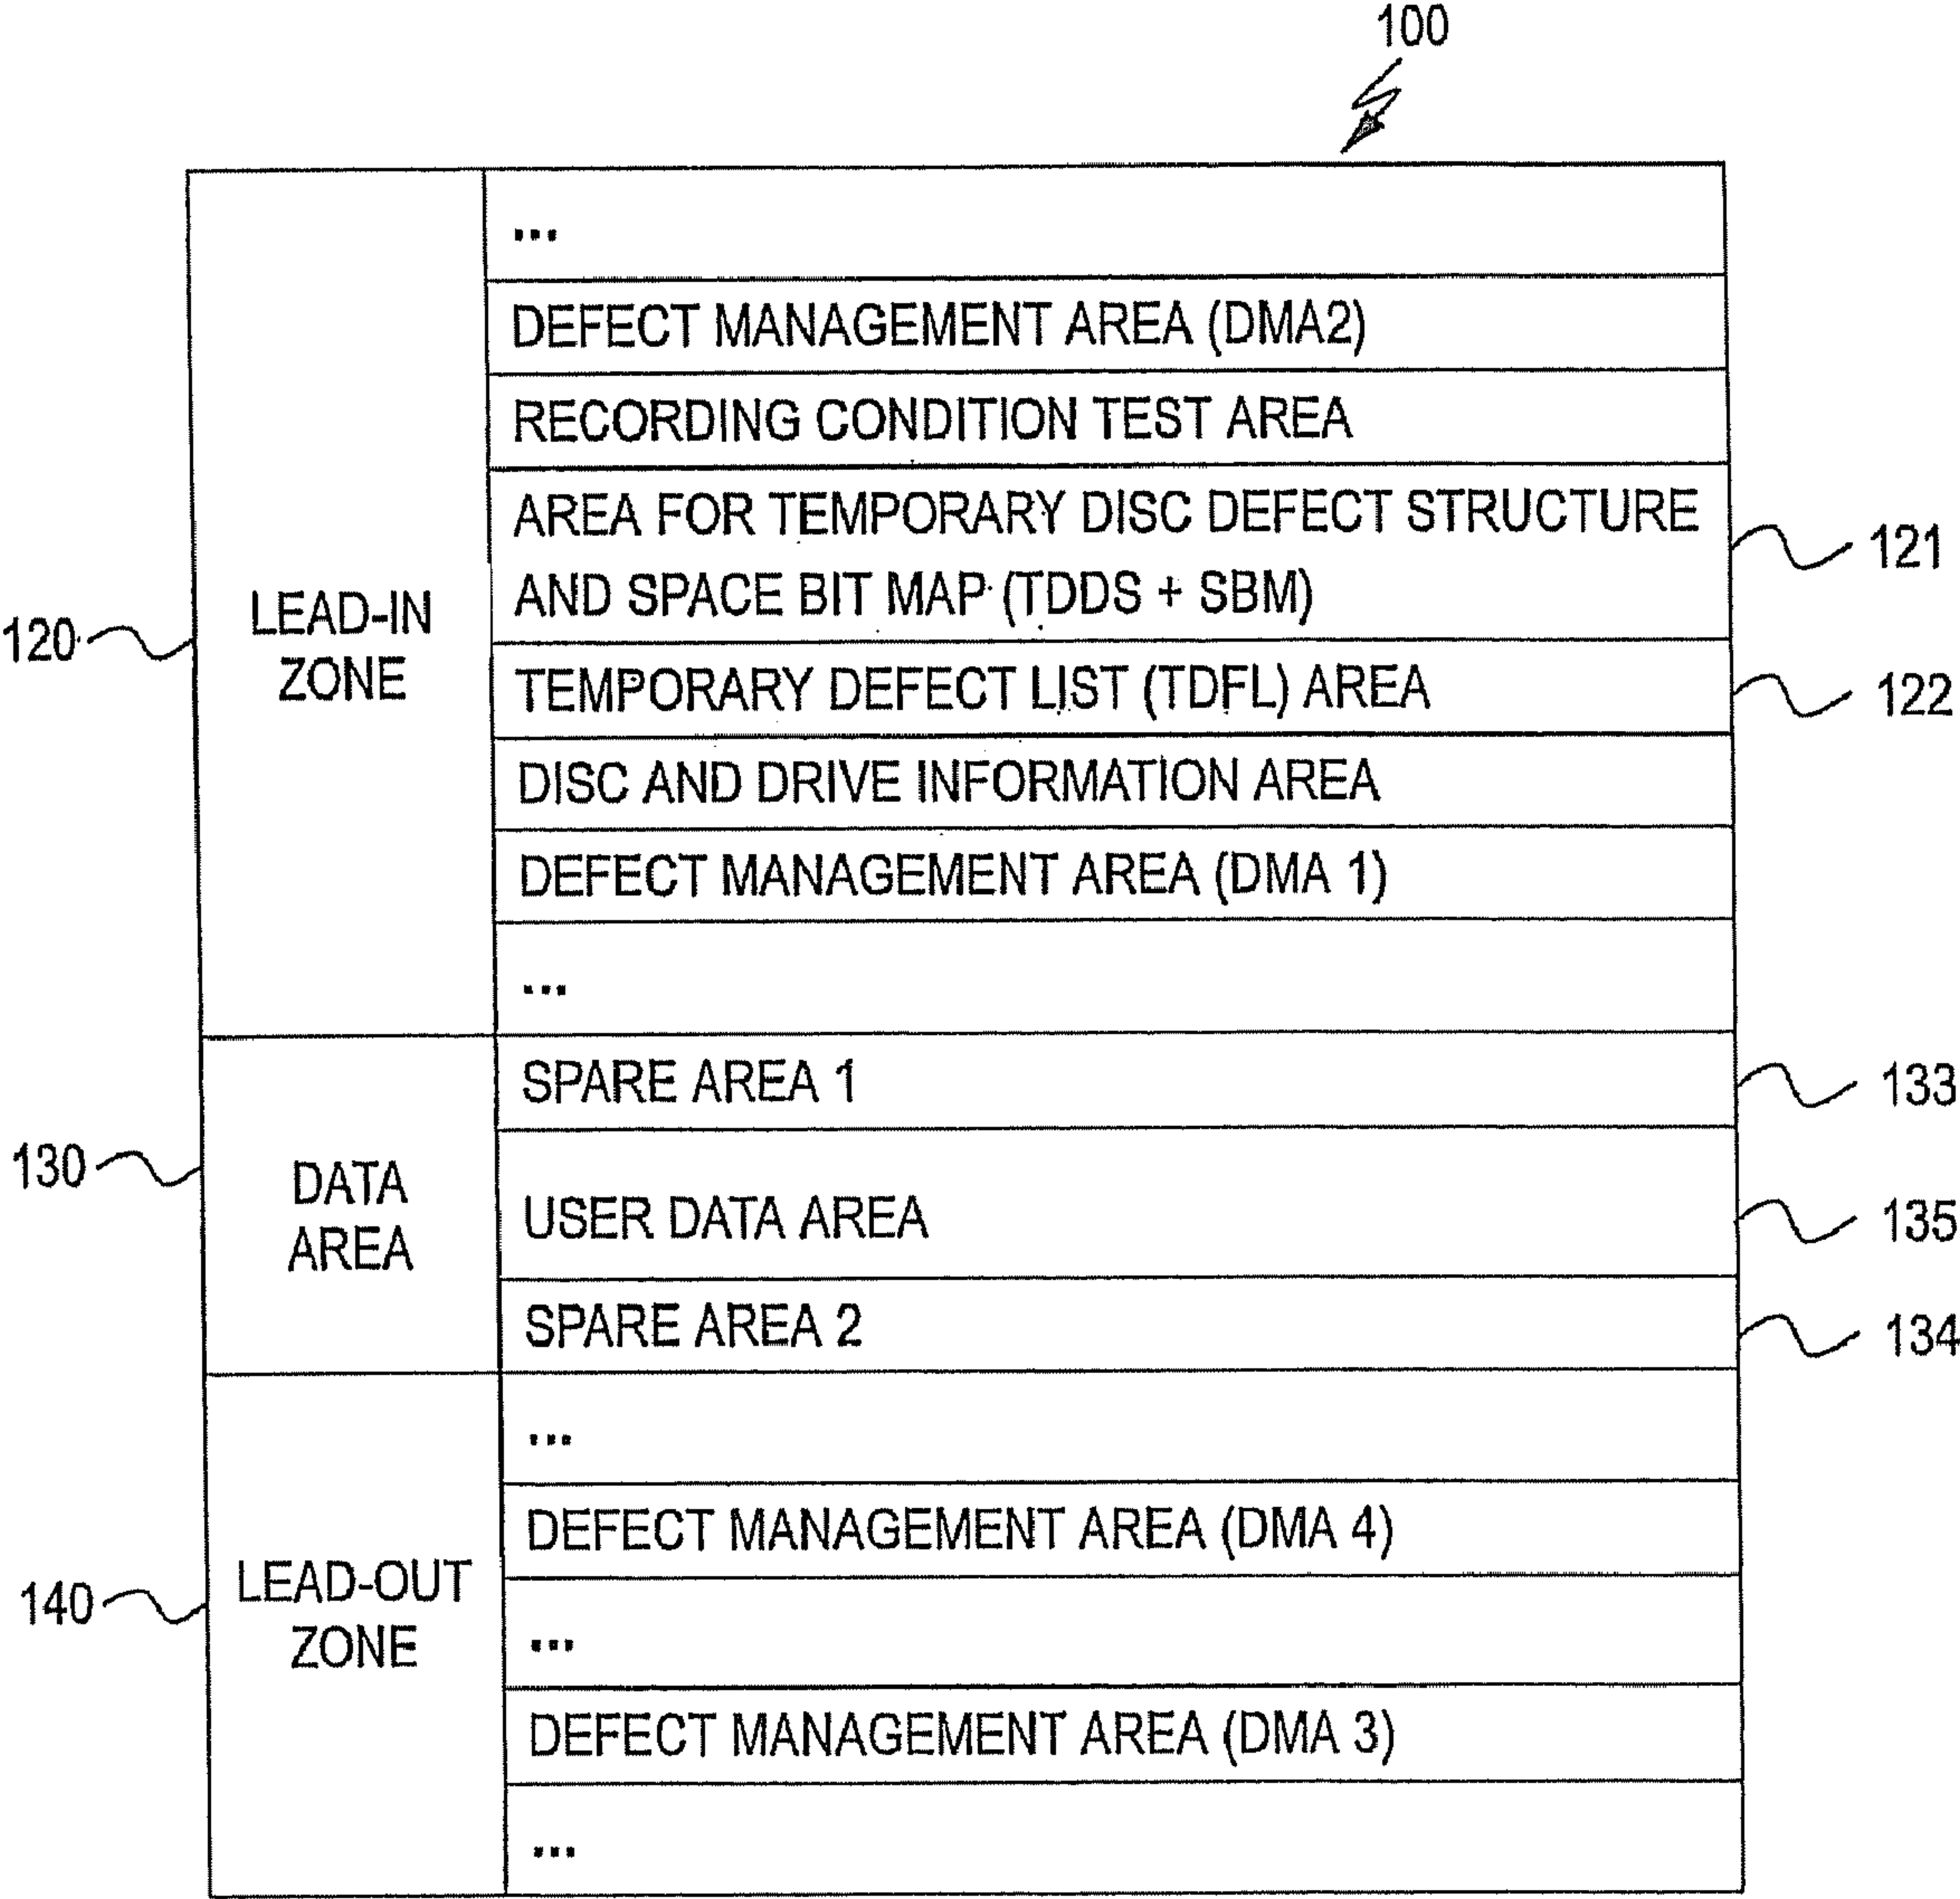 100
...
DEFECT MANAGEMENT AREA (DMA2)
RECORDING CONDITION TEST AREA
AREA FOR TEMPORARY DISC DEFECT STRUCTURE
AND SPACE BIT MAP (TDDS + SBM)
121
120
LEAD-IN
ZONE
TEMPORARY DEFECT LIST (TDFL) AREA
122
DISC AND DRIVE INFORMATION AREA
DEFECT MANAGEMENT AREA (DMA 1)
...
SPARE AREA 1
133
130
DATA
AREA
USER DATA AREA
135
SPARE AREA 2
134
...
DEFECT MANAGEMENT AREA (DMA 4)
140
LEAD-OUT
ZONE
...
DEFECT MANAGEMENT AREA (DMA 3)
...